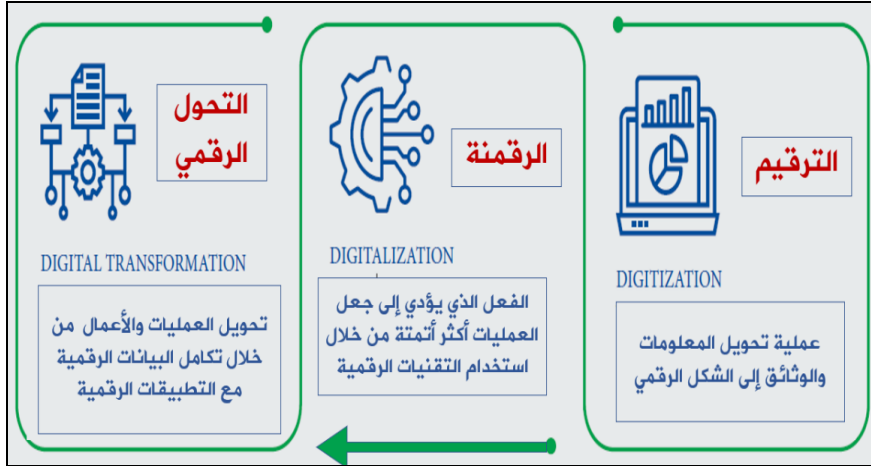 الترقيم
DIGITIZATION
عملية تحويل المعلومات
والوثائق إلى الشكل الرقمي
الرقمنة
DIGITALIZATION
الفعل الذي يؤدي إلى جعل
العمليات أكثر أتمتة من خلال
استخدام التقنيات الرقمية
التحول
الرقمي
DIGITAL TRANSFORMATION
تحويل العمليات والأعمال من
خلال تكامل البيانات الرقمية
مع التطبيقات الرقمية